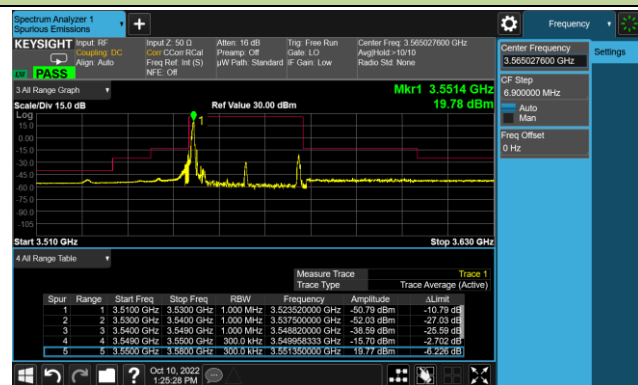 Spectrum Analyzer 1
Spurious Emissions
Frequency
KEYSIGHT
Input: RF
Coupling: DC
Align: Auto
Input Z: 50 Ω
Corr CCorr RCal
Freq Ref: Int (S)
NFE: Off
Atten: 16 dB
Preamp: Off
µW Path: Standard
Trig: Free Run
Gate: LO
IF Gain: Low
Center Freq: 3.565027600 GHz
Avg|Hold:>10/10
Radio Std: None
PASS
Center Frequency
3.565027600 GHz
Settings
CF Step
6.900000 MHz
Auto
Man
Freq Offset
0 Hz
3 All Range Graph
Mkr1 3.5514 GHz
19.78 dBm
Scale/Div 15.0 dB
Ref Value 30.00 dBm
Log
15.0
0.00
-15.0
-30.0
-45.0
-60.0
-75.0
-90.0
-105
1
Start 3.510 GHz
Stop 3.630 GHz
4 All Range Table
Measure Trace Trace 1
Trace Type Trace Average (Active)
Spur Range Start Freq Stop Freq RBW Frequency Amplitude ΔLimit
1 1 3.5100 GHz 3.5300 GHz 1.000 MHz 3.523520000 GHz -50.79 dBm -10.79 dB
2 2 3.5300 GHz 3.5400 GHz 1.000 MHz 3.537500000 GHz -52.03 dBm -27.03 dB
3 3 3.5400 GHz 3.5490 GHz 1.000 MHz 3.548820000 GHz -38.59 dBm -25.59 dB
4 4 3.5490 GHz 3.5500 GHz 300.0 kHz 3.549958333 GHz -15.70 dBm -2.702 dB
5 5 3.5500 GHz 3.5800 GHz 300.0 kHz 3.551350000 GHz 19.77 dBm -6.226 dB
Oct 10, 2022
1:25:28 PM